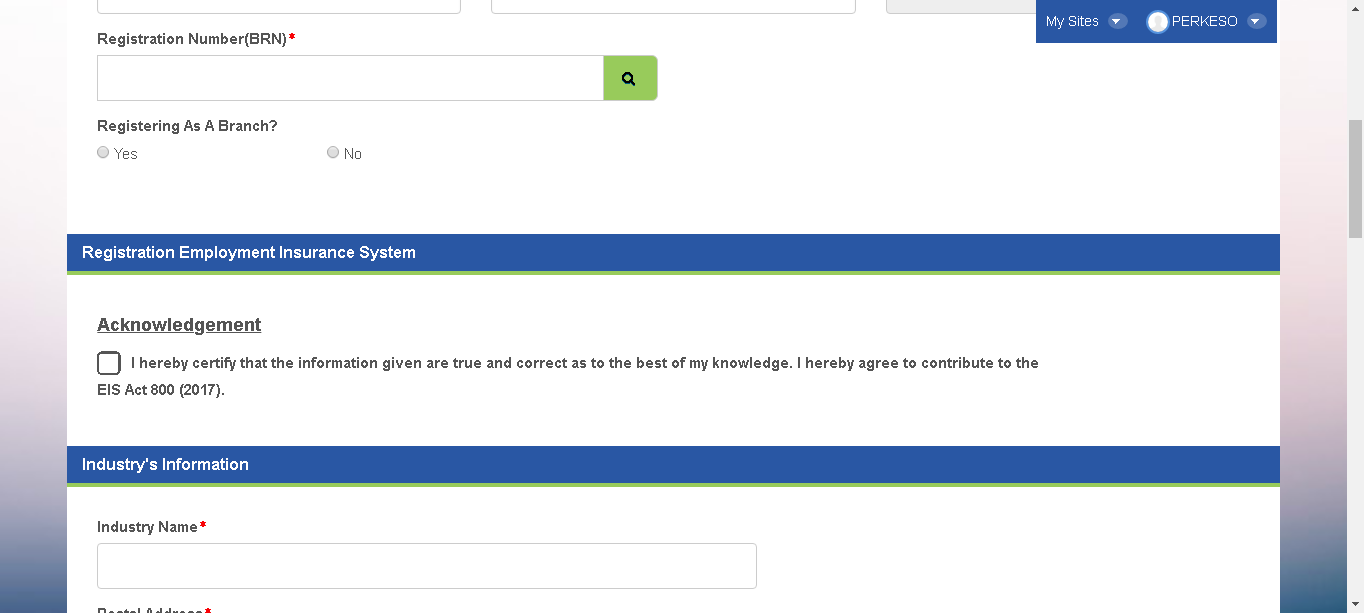 My Sites
PERKESO
Registration Number(BRN)*
Registering As A Branch?
Yes
No
Registration Employment Insurance System
Acknowledgement
I hereby certify that the information given are true and correct as to the best of my knowledge. I hereby agree to contribute to the
EIS Act 800 (2017).
Industry's Information
Industry Name*
Postal Address*